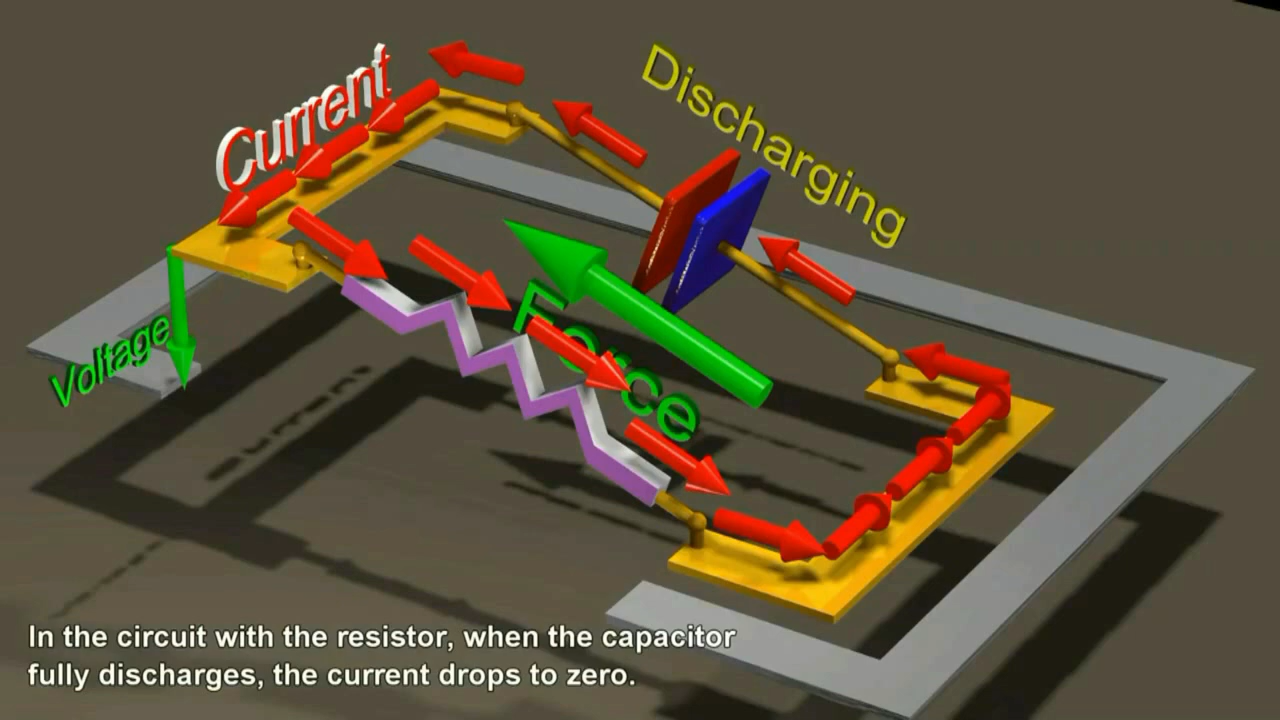 Current
Discharging
Force
Voltage
In the circuit with the resistor, when the capacitor
fully discharges, the current drops to zero.